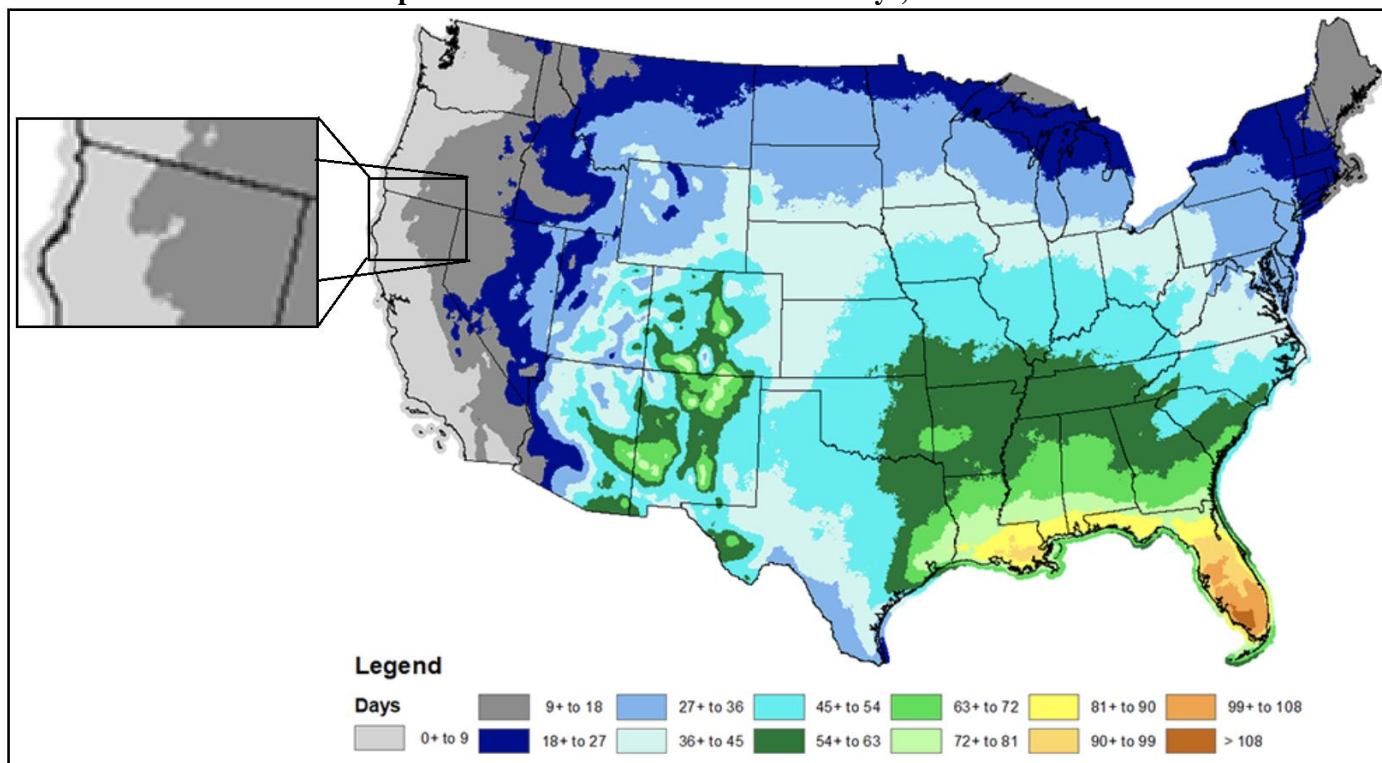 Legend
Days
9+ to 18
27+ to 36
45+ to 54
63+ to 72
81+ to 90
99+ to 108
0+ to 9
18+ to 27
36+ to 45
54+ to 63
72+ to 81
90+ to 99
> 108